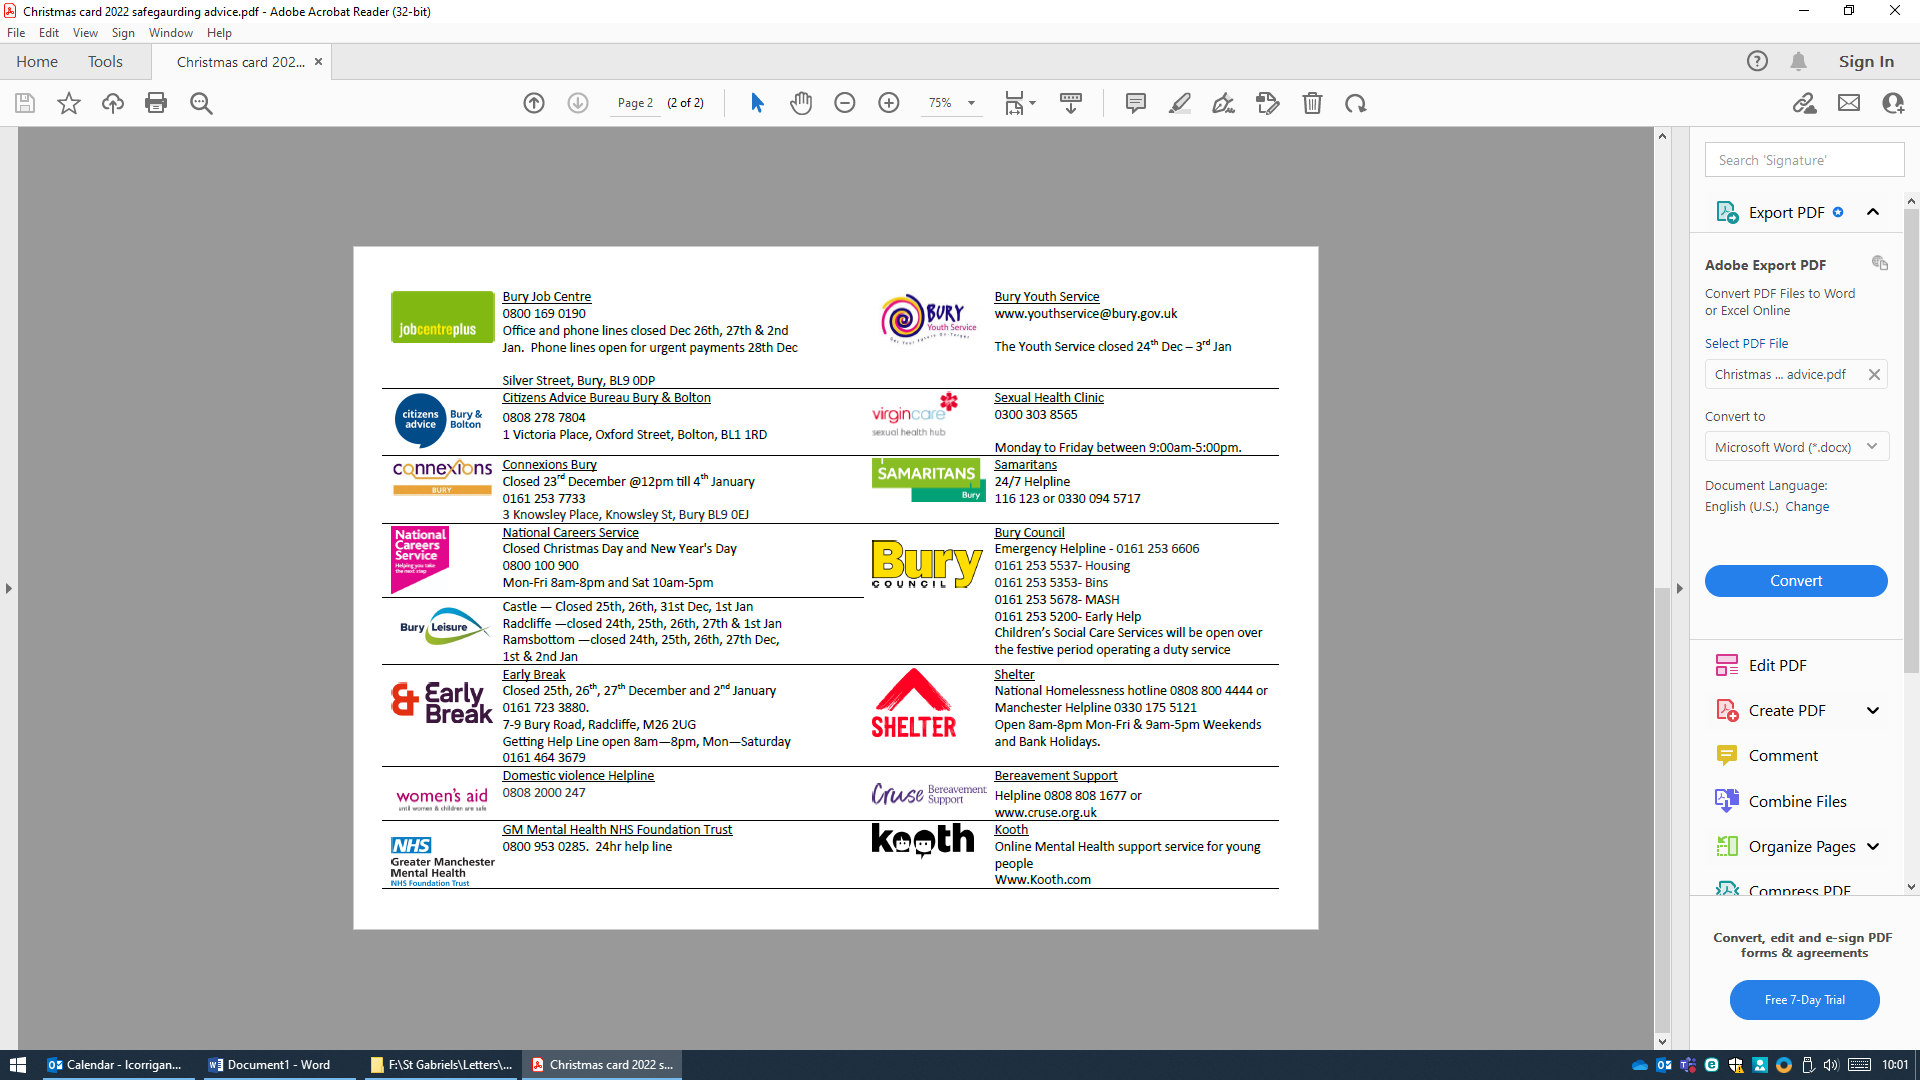 Christmas card 2022 safegaurding advice.pdf - Adobe Acrobat Reader (32-bit)
File Edit View Sign Window Help
Home Tools Christmas card 202... × Sign In
Page 2 (2 of 2) 75%
jobcentreplus
Bury Job Centre
0800 169 0190
Office and phone lines closed Dec 26th, 27th & 2nd
Jan. Phone lines open for urgent payments 28th Dec
Silver Street, Bury, BL9 0DP
BURY
Youth Service
Bury Youth Service
www.youthservice@bury.gov.uk
The Youth Service closed 24th Dec – 3rd Jan
citizens advice Bury & Bolton
Citizens Advice Bureau Bury & Bolton
0808 278 7804
1 Victoria Place, Oxford Street, Bolton, BL1 1RD
virgincare
sexual health hub
Sexual Health Clinic
0300 303 8565
Monday to Friday between 9:00am-5:00pm.
connexions
BURY
Connexions Bury
Closed 23rd December @12pm till 4th January
0161 253 7733
3 Knowsley Place, Knowsley St, Bury BL9 0EJ
SAMARITANS
Bury
Samaritans
24/7 Helpline
116 123 or 0330 094 5717
National
Careers
Service
Helping you take
the next step
National Careers Service
Closed Christmas Day and New Year's Day
0800 100 900
Mon-Fri 8am-8pm and Sat 10am-5pm
Bury
COUNCIL
Bury Council
Emergency Helpline - 0161 253 6606
0161 253 5537- Housing
0161 253 5353- Bins
0161 253 5678- MASH
0161 253 5200- Early Help
Children's Social Care Services will be open over
the festive period operating a duty service
Bury Leisure
Castle — Closed 25th, 26th, 31st Dec, 1st Jan
Radcliffe —closed 24th, 25th, 26th, 27th & 1st Jan
Ramsbottom —closed 24th, 25th, 26th, 27th Dec,
1st & 2nd Jan
Early
Break
Early Break
Closed 25th, 26th, 27th December and 2nd January
0161 723 3880.
7-9 Bury Road, Radcliffe, M26 2UG
Getting Help Line open 8am—8pm, Mon—Saturday
0161 464 3679
SHELTER
Shelter
National Homelessness hotline 0808 800 4444 or
Manchester Helpline 0330 175 5121
Open 8am-8pm Mon-Fri & 9am-5pm Weekends
and Bank Holidays.
women's aid
until women & children are safe
Domestic violence Helpline
0808 2000 247
Cruse Bereavement
Support
Bereavement Support
Helpline 0808 808 1677 or
www.cruse.org.uk
NHS
Greater Manchester
Mental Health
NHS Foundation Trust
GM Mental Health NHS Foundation Trust
0800 953 0285. 24hr help line
kooth
Kooth
Online Mental Health support service for young
people
Www.Kooth.com
Search 'Signature'
Export PDF
Adobe Export PDF
Convert PDF Files to Word
or Excel Online
Select PDF File
Christmas ... advice.pdf
Convert to
Microsoft Word (*.docx)
Document Language:
English (U.S.) Change
Convert
Edit PDF
Create PDF
Comment
Combine Files
Organize Pages
Compress PDF
Convert, edit and e-sign PDF
forms & agreements
Free 7-Day Trial
Calendar - lcorrigan... Document1 - Word F:\St Gabriels\Letters\... Christmas card 2022 s... 10:01